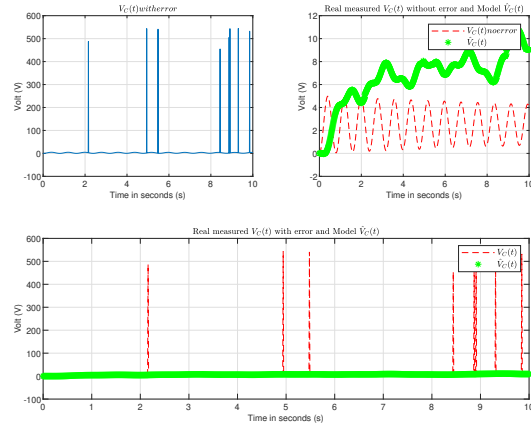 V_C(t)witherror
600
500
400
300
200
100
0
-100
0 2 4 6 8 10
Volt (V)
Time in seconds (s)
Real measured V_C(t) without error and Model V̂_C(t)
12
10
8
6
4
2
0
-2
0 2 4 6 8 10
Volt (V)
Time in seconds (s)
V_C(t)noerror
V̂_C(t)
Real measured V_C(t) with error and Model V̂_C(t)
600
500
400
300
200
100
0
-100
0 1 2 3 4 5 6 7 8 9 10
Volt (V)
Time in seconds (s)
V_C(t)
V̂_C(t)